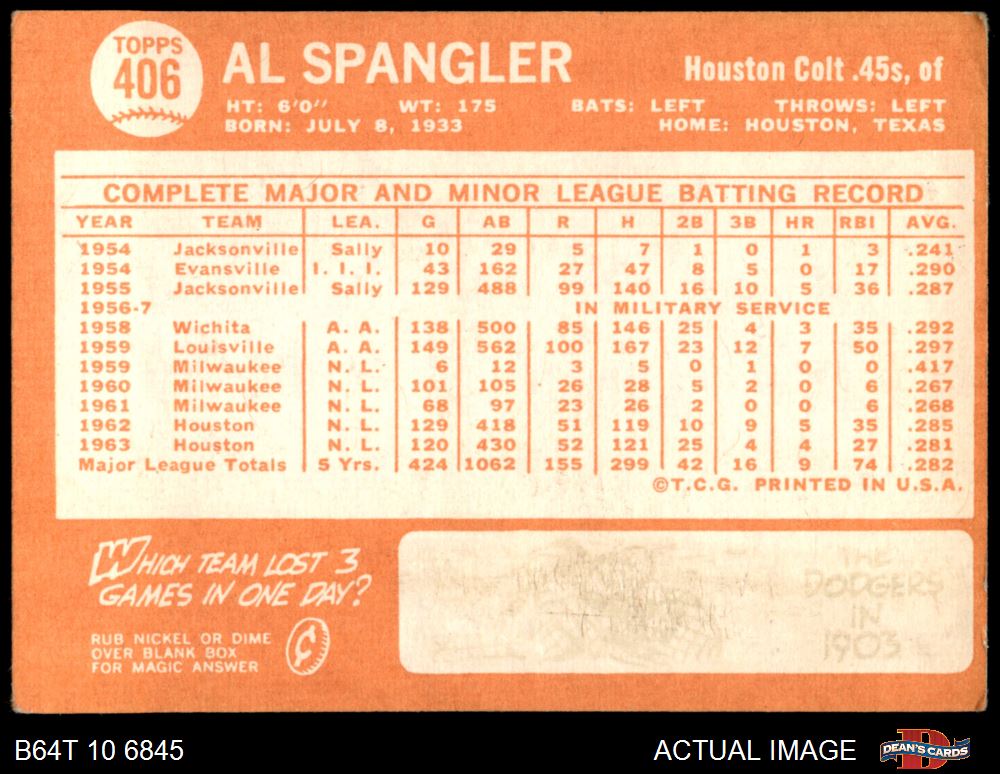 TOPPS
406
AL SPANGLER
Houston Colt .45s, of
HT: 6'0" WT: 175 BATS: LEFT THROWS: LEFT
BORN: JULY 8, 1933 HOME: HOUSTON, TEXAS
COMPLETE MAJOR AND MINOR LEAGUE BATTING RECORD
YEAR TEAM LEA. G AB R H 2B 3B HR RBI AVG.
1954 Jacksonville Sally 10 29 5 7 1 0 1 3 .241
1954 Evansville I. I. I. 43 162 27 47 8 5 0 17 .290
1955 Jacksonville Sally 129 488 99 140 16 10 5 36 .287
1956-7 IN MILITARY SERVICE
1958 Wichita A. A. 138 500 85 146 25 4 3 35 .292
1959 Louisville A. A. 149 562 100 167 23 12 7 50 .297
1959 Milwaukee N. L. 6 12 3 5 0 1 0 0 .417
1960 Milwaukee N. L. 101 105 26 28 5 2 0 6 .267
1961 Milwaukee N. L. 68 97 23 26 2 0 0 6 .268
1962 Houston N. L. 129 418 51 119 10 9 5 35 .285
1963 Houston N. L. 120 430 52 121 25 4 4 27 .281
Major League Totals 5 Yrs. 424 1062 155 299 42 16 9 74 .282
©T.C.G. PRINTED IN U.S.A.
WHICH TEAM LOST 3
GAMES IN ONE DAY?
RUB NICKEL OR DIME
OVER BLANK BOX
FOR MAGIC ANSWER
¢
THE
DODGERS
IN
1903
B64T 10 6845
ACTUAL IMAGE
DEAN'S CARDS